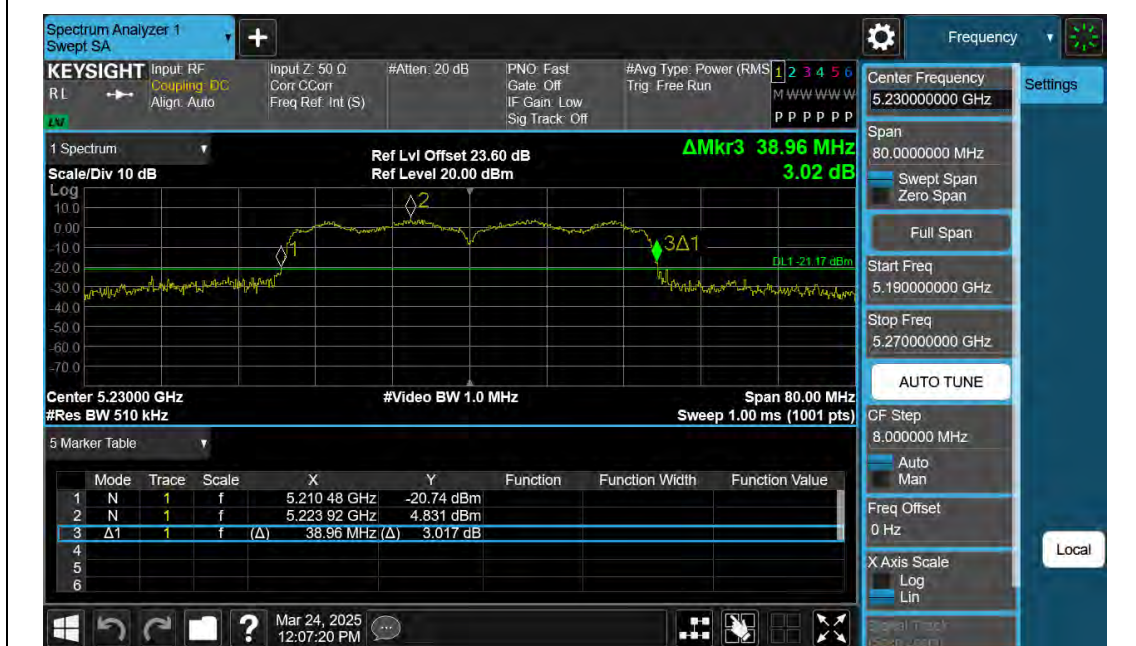 Spectrum Analyzer 1
Swept SA
+
Frequency
KEYSIGHT
RL
LXI
Input: RF
Coupling: DC
Align: Auto
Input Z: 50 Ω
Corr CCorr
Freq Ref: Int (S)
#Atten: 20 dB
PNO: Fast
Gate: Off
IF Gain: Low
Sig Track: Off
#Avg Type: Power (RMS
Trig: Free Run
1 2 3 4 5 6
M W W W W W
P P P P P P
Center Frequency
5.230000000 GHz
Settings
Span
80.0000000 MHz
Swept Span
Zero Span
Full Span
Start Freq
5.190000000 GHz
Stop Freq
5.270000000 GHz
AUTO TUNE
CF Step
8.000000 MHz
Auto
Man
Freq Offset
0 Hz
X Axis Scale
Log
Lin
Signal Track
Local
1 Spectrum
Scale/Div 10 dB
Ref Lvl Offset 23.60 dB
Ref Level 20.00 dBm
ΔMkr3 38.96 MHz
3.02 dB
Log
10.0
0.00
-10.0
-20.0
-30.0
-40.0
-50.0
-60.0
-70.0
1
2
3Δ1
DL1 -21.17 dBm
Center 5.23000 GHz
#Video BW 1.0 MHz
Span 80.00 MHz
#Res BW 510 kHz
Sweep 1.00 ms (1001 pts)
5 Marker Table
Mode Trace Scale X Y Function Function Width Function Value
1 N 1 f 5.210 48 GHz -20.74 dBm
2 N 1 f 5.223 92 GHz 4.831 dBm
3 Δ1 1 f (Δ) 38.96 MHz (Δ) 3.017 dB
4
5
6
?
Mar 24, 2025
12:07:20 PM